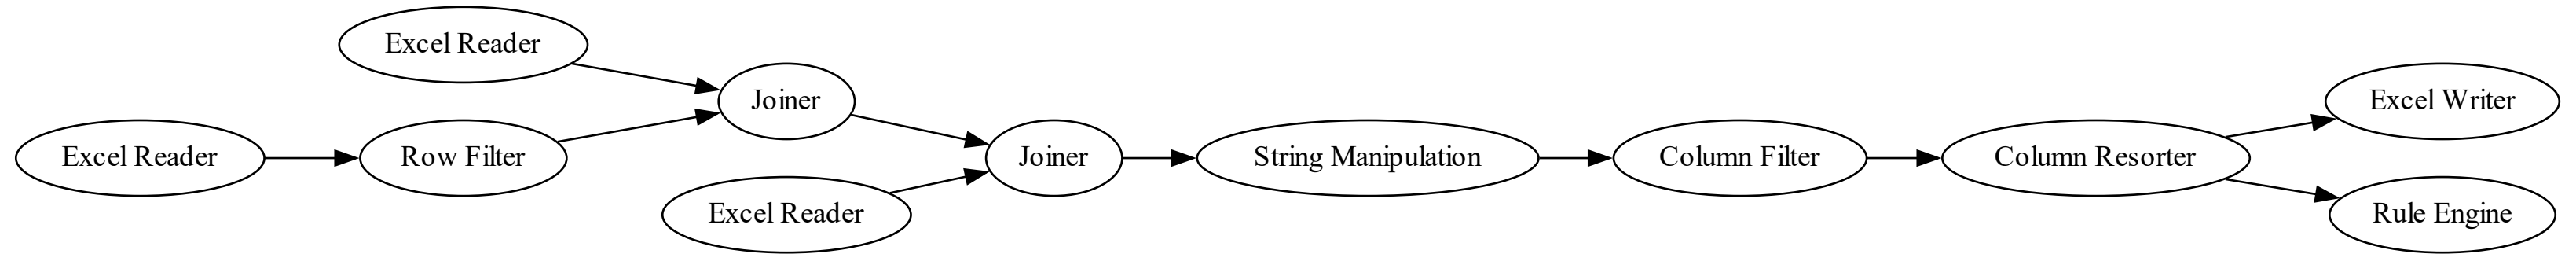 Excel Reader
Excel Reader
Row Filter
Joiner
Excel Reader
Joiner
String Manipulation
Column Filter
Column Resorter
Excel Writer
Rule Engine